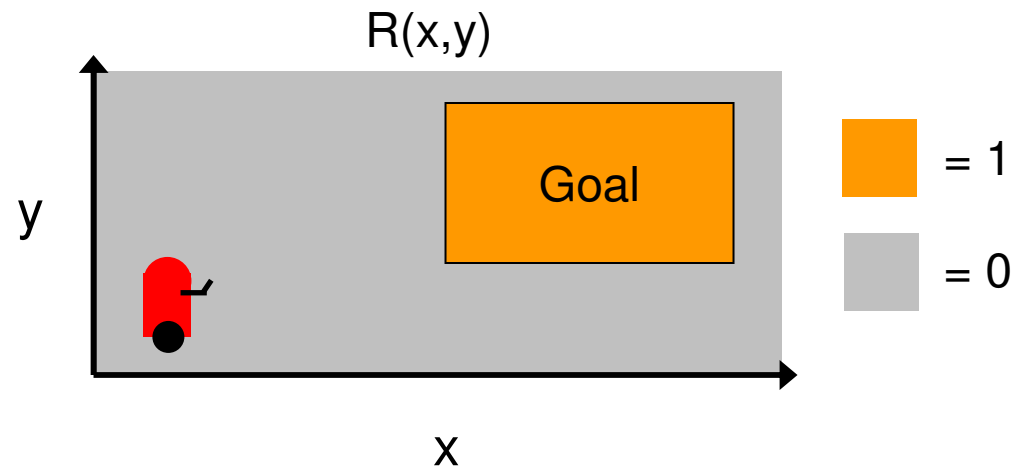 R(x,y)
y
Goal
= 1
= 0
x